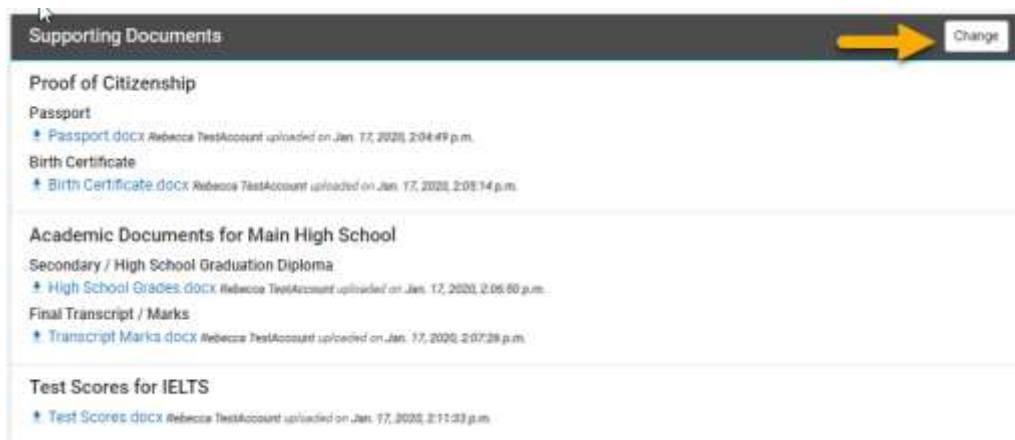 Supporting Documents
Change
Proof of Citizenship
Passport
Passport.docx Rebecca TestAccount uploaded on Jan. 17, 2020, 2:04:49 p.m.
Birth Certificate
Birth Certificate.docx Rebecca TestAccount uploaded on Jan. 17, 2020, 2:05:14 p.m.
Academic Documents for Main High School
Secondary / High School Graduation Diploma
High School Grades.docx Rebecca TestAccount uploaded on Jan. 17, 2020, 2:06:50 p.m.
Final Transcript / Marks
Transcript Marks.docx Rebecca TestAccount uploaded on Jan. 17, 2020, 2:07:26 p.m.
Test Scores for IELTS
Test Scores.docx Rebecca TestAccount uploaded on Jan. 17, 2020, 2:11:33 p.m.